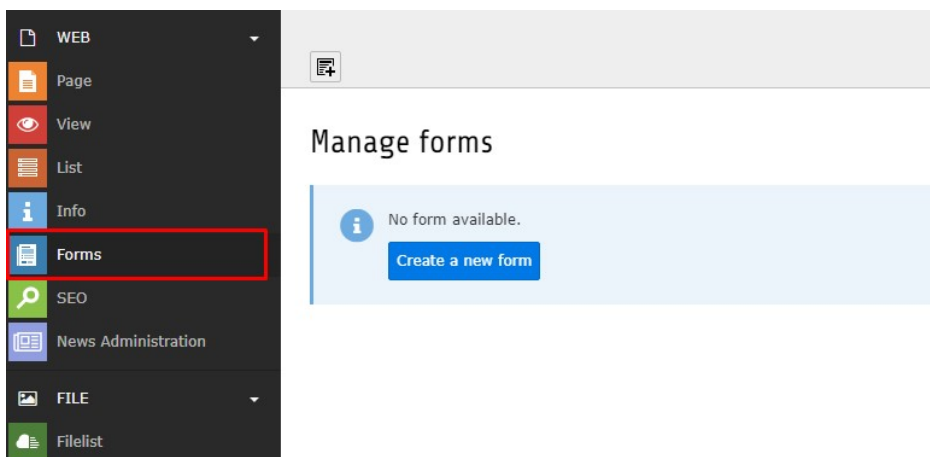 WEB
Page
View
List
Info
Forms
SEO
News Administration
FILE
Filelist
Manage forms
No form available.
Create a new form